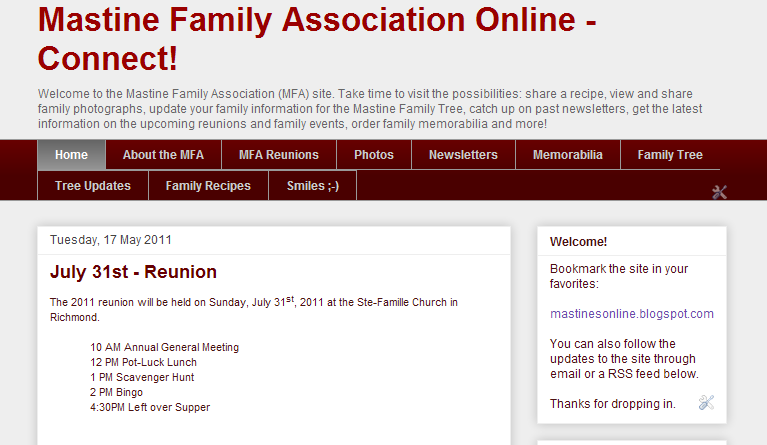 Mastine Family Association Online -
Connect!
Welcome to the Mastine Family Association (MFA) site. Take time to visit the possibilities: share a recipe, view and share
family photographs, update your family information for the Mastine Family Tree, catch up on past newsletters, get the latest
information on the upcoming reunions and family events, order family memorabilia and more!
Home About the MFA MFA Reunions Photos Newsletters Memorabilia Family Tree
Tree Updates Family Recipes Smiles ;-)
Tuesday, 17 May 2011
July 31st - Reunion
The 2011 reunion will be held on Sunday, July 31st, 2011 at the Ste-Famille Church in
Richmond.
10 AM Annual General Meeting
12 PM Pot-Luck Lunch
1 PM Scavenger Hunt
2 PM Bingo
4:30PM Left over Supper
Welcome!
Bookmark the site in your
favorites:
mastinesonline.blogspot.com
You can also follow the
updates to the site through
email or a RSS feed below.
Thanks for dropping in.